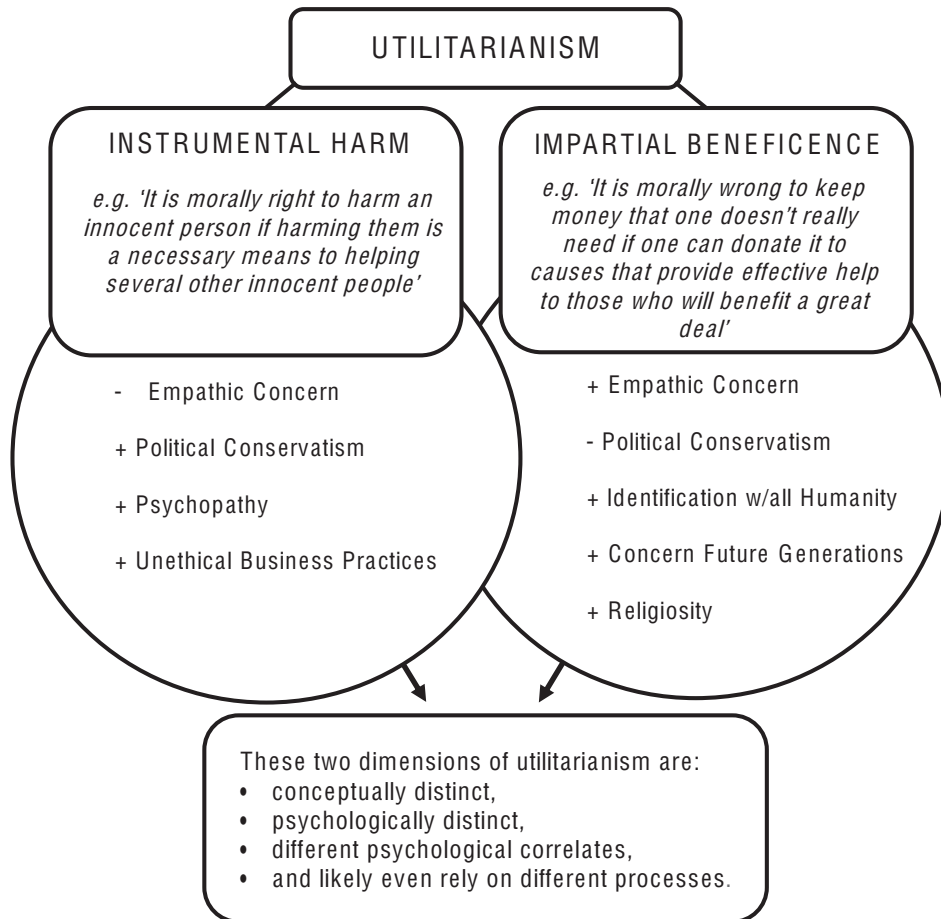 UTILITARIANISM
INSTRUMENTAL HARM
e.g. 'It is morally right to harm an
innocent person if harming them is
a necessary means to helping
several other innocent people'
- Empathic Concern
+ Political Conservatism
+ Psychopathy
+ Unethical Business Practices
IMPARTIAL BENEFICENCE
e.g. 'It is morally wrong to keep
money that one doesn't really
need if one can donate it to
causes that provide effective help
to those who will benefit a great
deal'
+ Empathic Concern
- Political Conservatism
+ Identification w/all Humanity
+ Concern Future Generations
+ Religiosity
These two dimensions of utilitarianism are:
• conceptually distinct,
• psychologically distinct,
• different psychological correlates,
• and likely even rely on different processes.